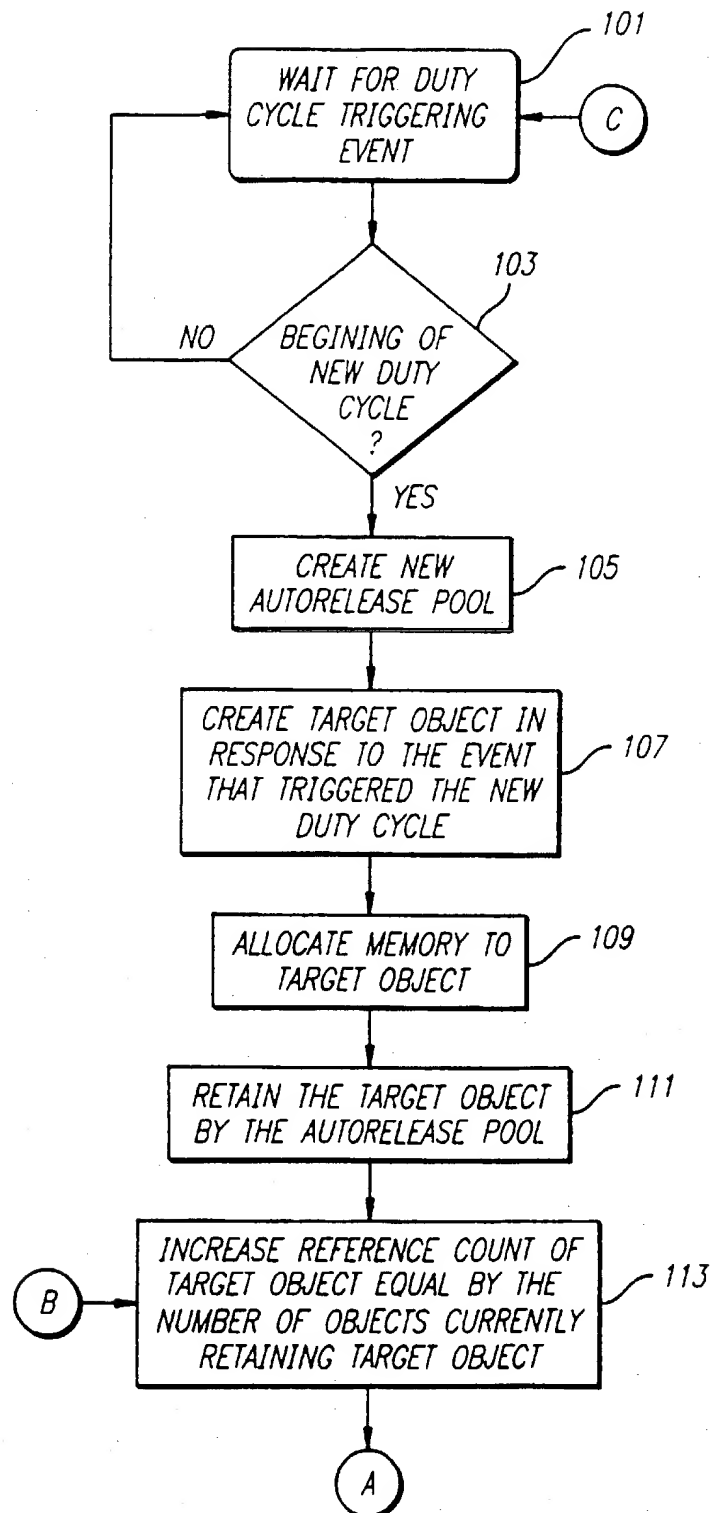 101
WAIT FOR DUTY
CYCLE TRIGGERING
EVENT
C
103
NO
BEGINING OF
NEW DUTY
CYCLE
?
YES
CREATE NEW
AUTORELEASE POOL
105
CREATE TARGET OBJECT IN
RESPONSE TO THE EVENT
THAT TRIGGERED THE NEW
DUTY CYCLE
107
ALLOCATE MEMORY TO
TARGET OBJECT
109
RETAIN THE TARGET OBJECT
BY THE AUTORELEASE POOL
111
B
INCREASE REFERENCE COUNT OF
TARGET OBJECT EQUAL BY THE
NUMBER OF OBJECTS CURRENTLY
RETAINING TARGET OBJECT
113
A